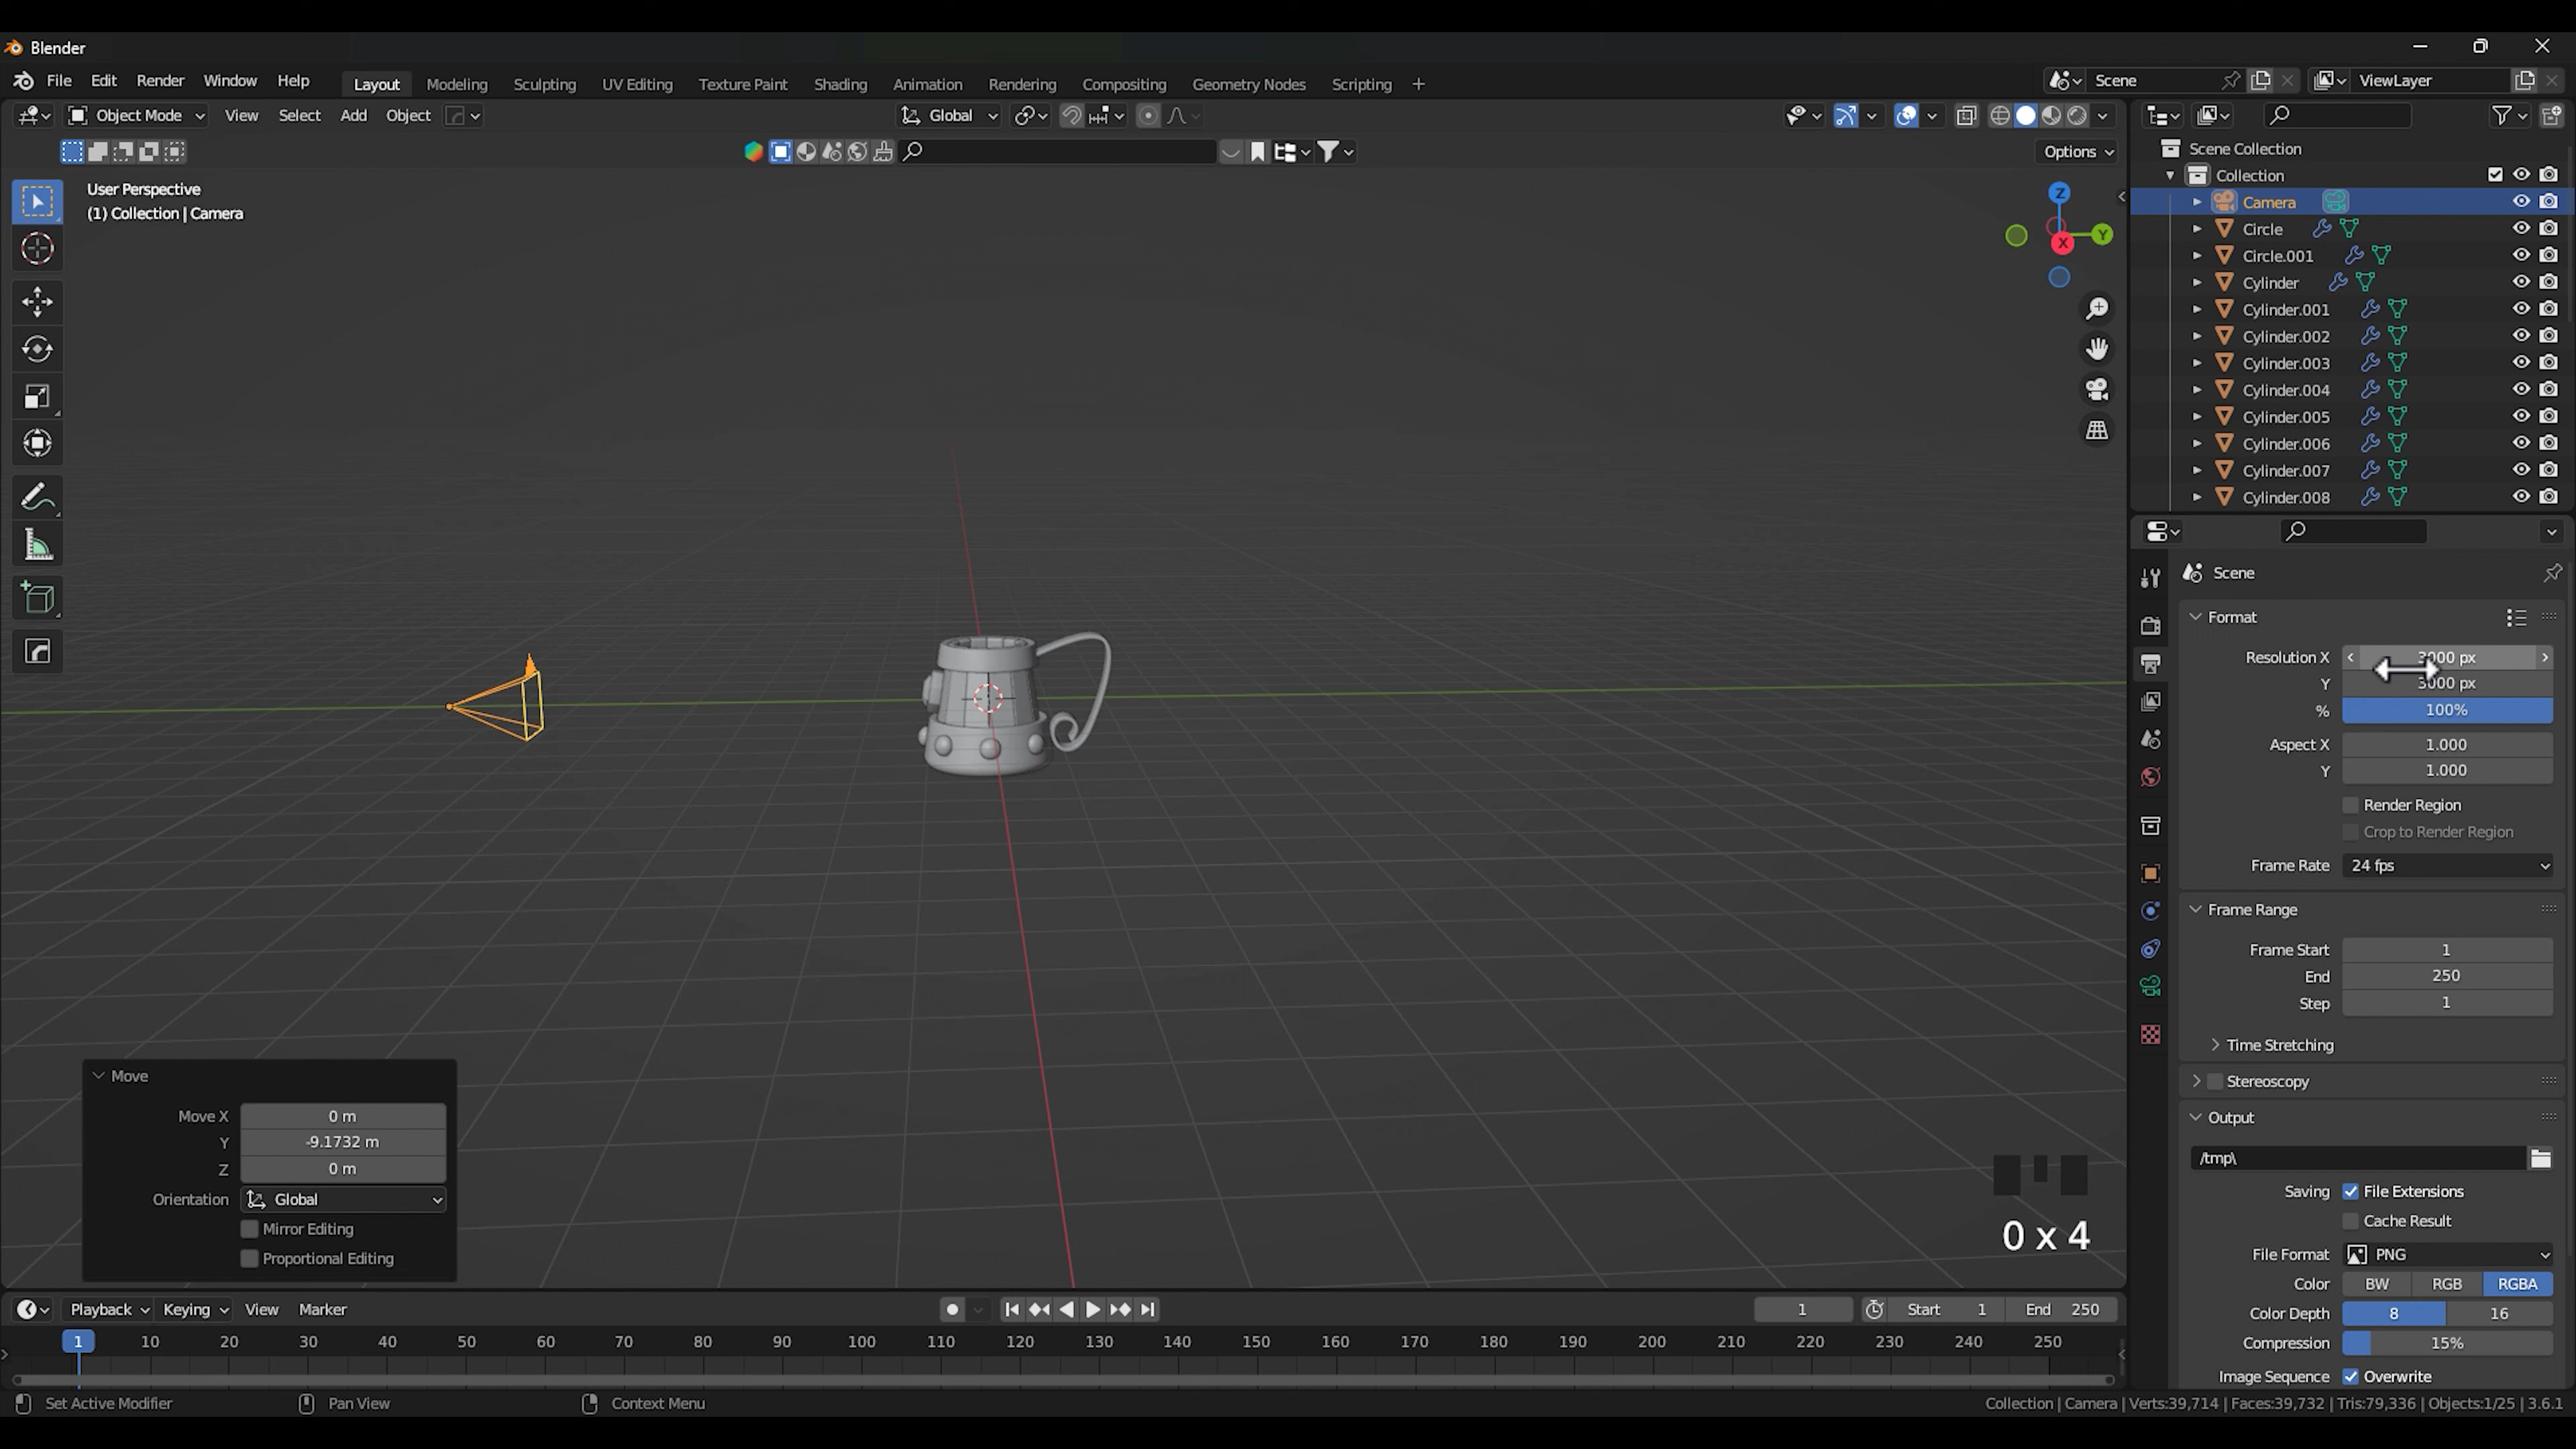 Blender
File Edit Render Window Help Layout Modeling Sculpting UV Editing Texture Paint Shading Animation Rendering Compositing Geometry Nodes Scripting + Scene ViewLayer
Object Mode View Select Add Object Global
Options
User Perspective
(1) Collection | Camera
Z
Y
X
Scene Collection
Collection
Camera
Circle
Circle.001
Cylinder
Cylinder.001
Cylinder.002
Cylinder.003
Cylinder.004
Cylinder.005
Cylinder.006
Cylinder.007
Cylinder.008
Scene
Format
Resolution X 3000 px
Y 3000 px
% 100%
Aspect X 1.000
Y 1.000
Render Region
Crop to Render Region
Frame Rate 24 fps
Frame Range
Frame Start 1
End 250
Step 1
Time Stretching
Stereoscopy
Output
/tmp\
Saving File Extensions
Cache Result
File Format PNG
Color BW RGB RGBA
Color Depth 8 16
Compression 15%
Image Sequence Overwrite
Move
Move X 0 m
Y -9.1732 m
Z 0 m
Orientation Global
Mirror Editing
Proportional Editing
0 x 4
Playback Keying View Marker 1 Start 1 End 250
1 10 20 30 40 50 60 70 80 90 100 110 120 130 140 150 160 170 180 190 200 210 220 230 240 250
Set Active Modifier Pan View Context Menu Collection | Camera | Verts:39,714 | Faces:39,732 | Tris:79,336 | Objects:1/25 | 3.6.1